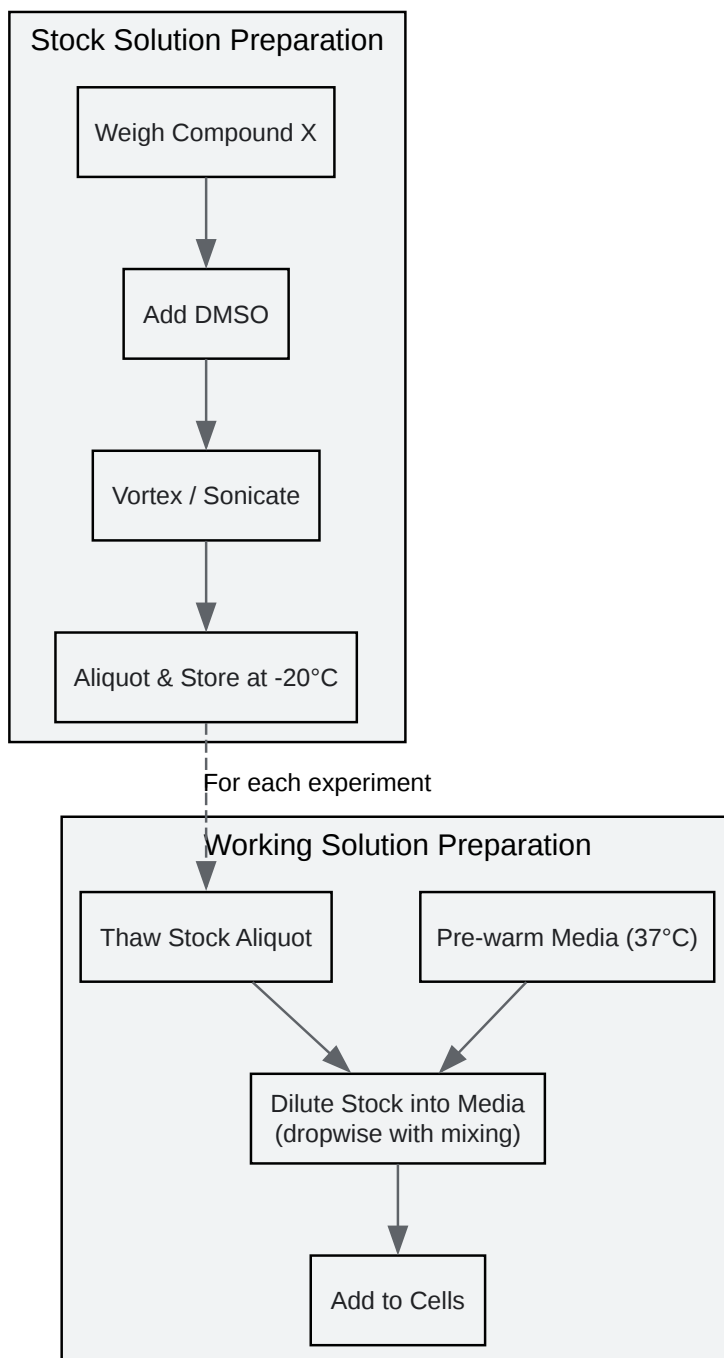 Stock Solution Preparation
Weigh Compound X
Add DMSO
Vortex / Sonicate
Aliquot & Store at -20°C
For each experiment
Working Solution Preparation
Thaw Stock Aliquot
Pre-warm Media (37°C)
Dilute Stock into Media
(dropwise with mixing)
Add to Cells